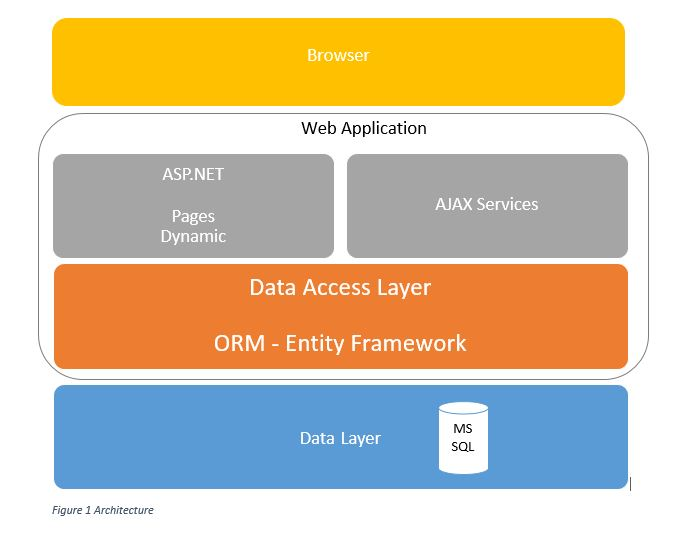 Browser
Web Application
ASP.NET
Pages
Dynamic
AJAX Services
Data Access Layer
ORM - Entity Framework
Data Layer
MS
SQL
Figure 1 Architecture